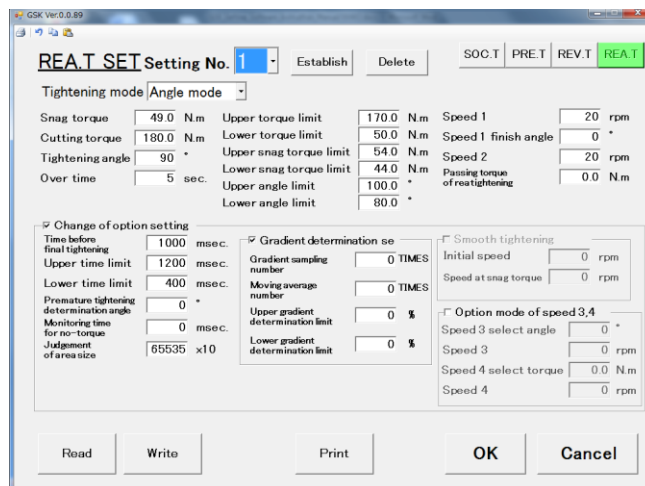 GSK Ver.0.0.89
REA.T SET Setting No. 1 Establish Delete SOC.T PRE.T REV.T REA.T
Tightening mode Angle mode
Snag torque 49.0 N.m Upper torque limit 170.0 N.m Speed 1 20 rpm
Cutting torque 180.0 N.m Lower torque limit 50.0 N.m Speed 1 finish angle 0 °
Tightening angle 90 ° Upper snag torque limit 54.0 N.m Speed 2 20 rpm
Over time 5 sec. Lower snag torque limit 44.0 N.m Passing torque of reatightening 0.0 N.m
Upper angle limit 100.0 °
Lower angle limit 80.0 °
Change of option setting
Time before final tightening 1000 msec.
Upper time limit 1200 msec.
Lower time limit 400 msec.
Premature tightening determination angle 0 °
Monitoring time for no-torque 0 msec.
Judgement of area size 65535 x10
Gradient determination se
Gradient sampling number 0 TIMES
Moving average number 0 TIMES
Upper gradient determination limit 0 %
Lower gradient determination limit 0 %
Smooth tightening
Initial speed 0 rpm
Speed at snag torque 0 rpm
Option mode of speed 3,4
Speed 3 select angle 0 °
Speed 3 0 rpm
Speed 4 select torque 0.0 N.m
Speed 4 0 rpm
Read Write Print OK Cancel